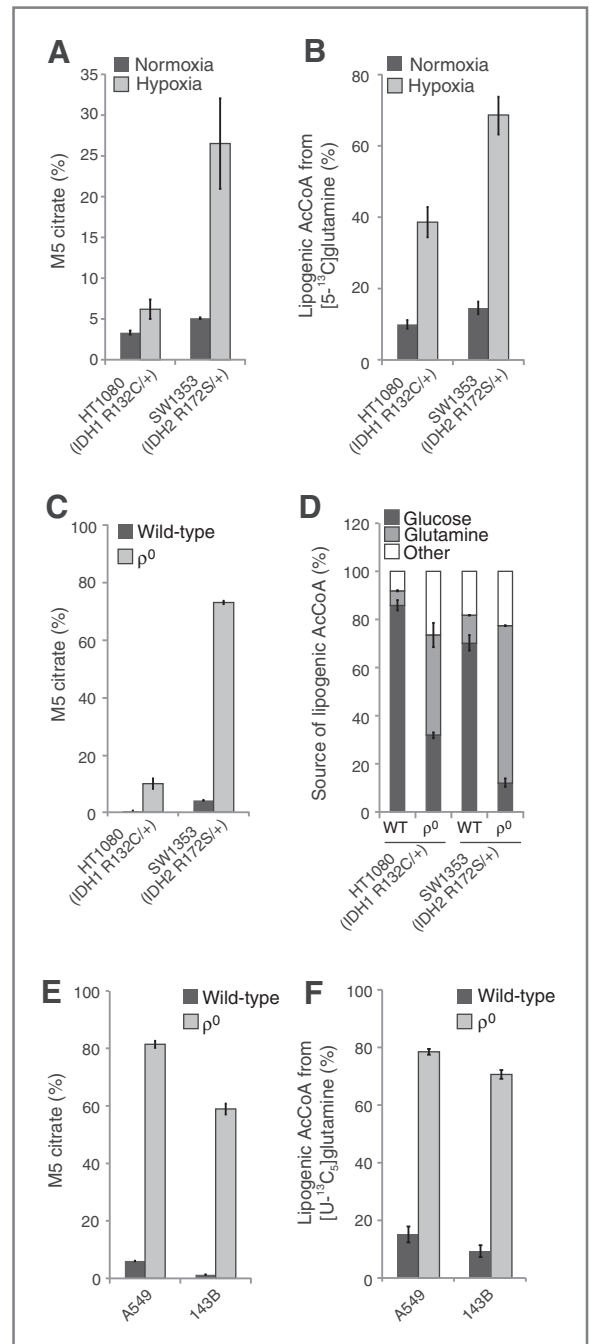 A
Normoxia
Hypoxia
M5 citrate (%)
35
30
25
20
15
10
5
0
HT1080
(IDH1 R132C/+)
SW1353
(IDH2 R172S/+)
B
Normoxia
Hypoxia
Lipogenic AcCoA from
[5-¹³C]glutamine (%)
80
60
40
20
0
HT1080
(IDH1 R132C/+)
SW1353
(IDH2 R172S/+)
C
Wild-type
ρ⁰
M5 citrate (%)
100
80
60
40
20
0
HT1080
(IDH1 R132C/+)
SW1353
(IDH2 R172S/+)
D
Glucose
Glutamine
Other
Source of lipogenic AcCoA (%)
120
100
80
60
40
20
0
WT ρ⁰ WT ρ⁰
HT1080
(IDH1 R132C/+)
SW1353
(IDH2 R172S/+)
E
Wild-type
ρ⁰
M5 citrate (%)
100
80
60
40
20
0
A549
143B
F
Wild-type
ρ⁰
Lipogenic AcCoA from
[U-¹³C₅]glutamine (%)
80
60
40
20
0
A549
143B